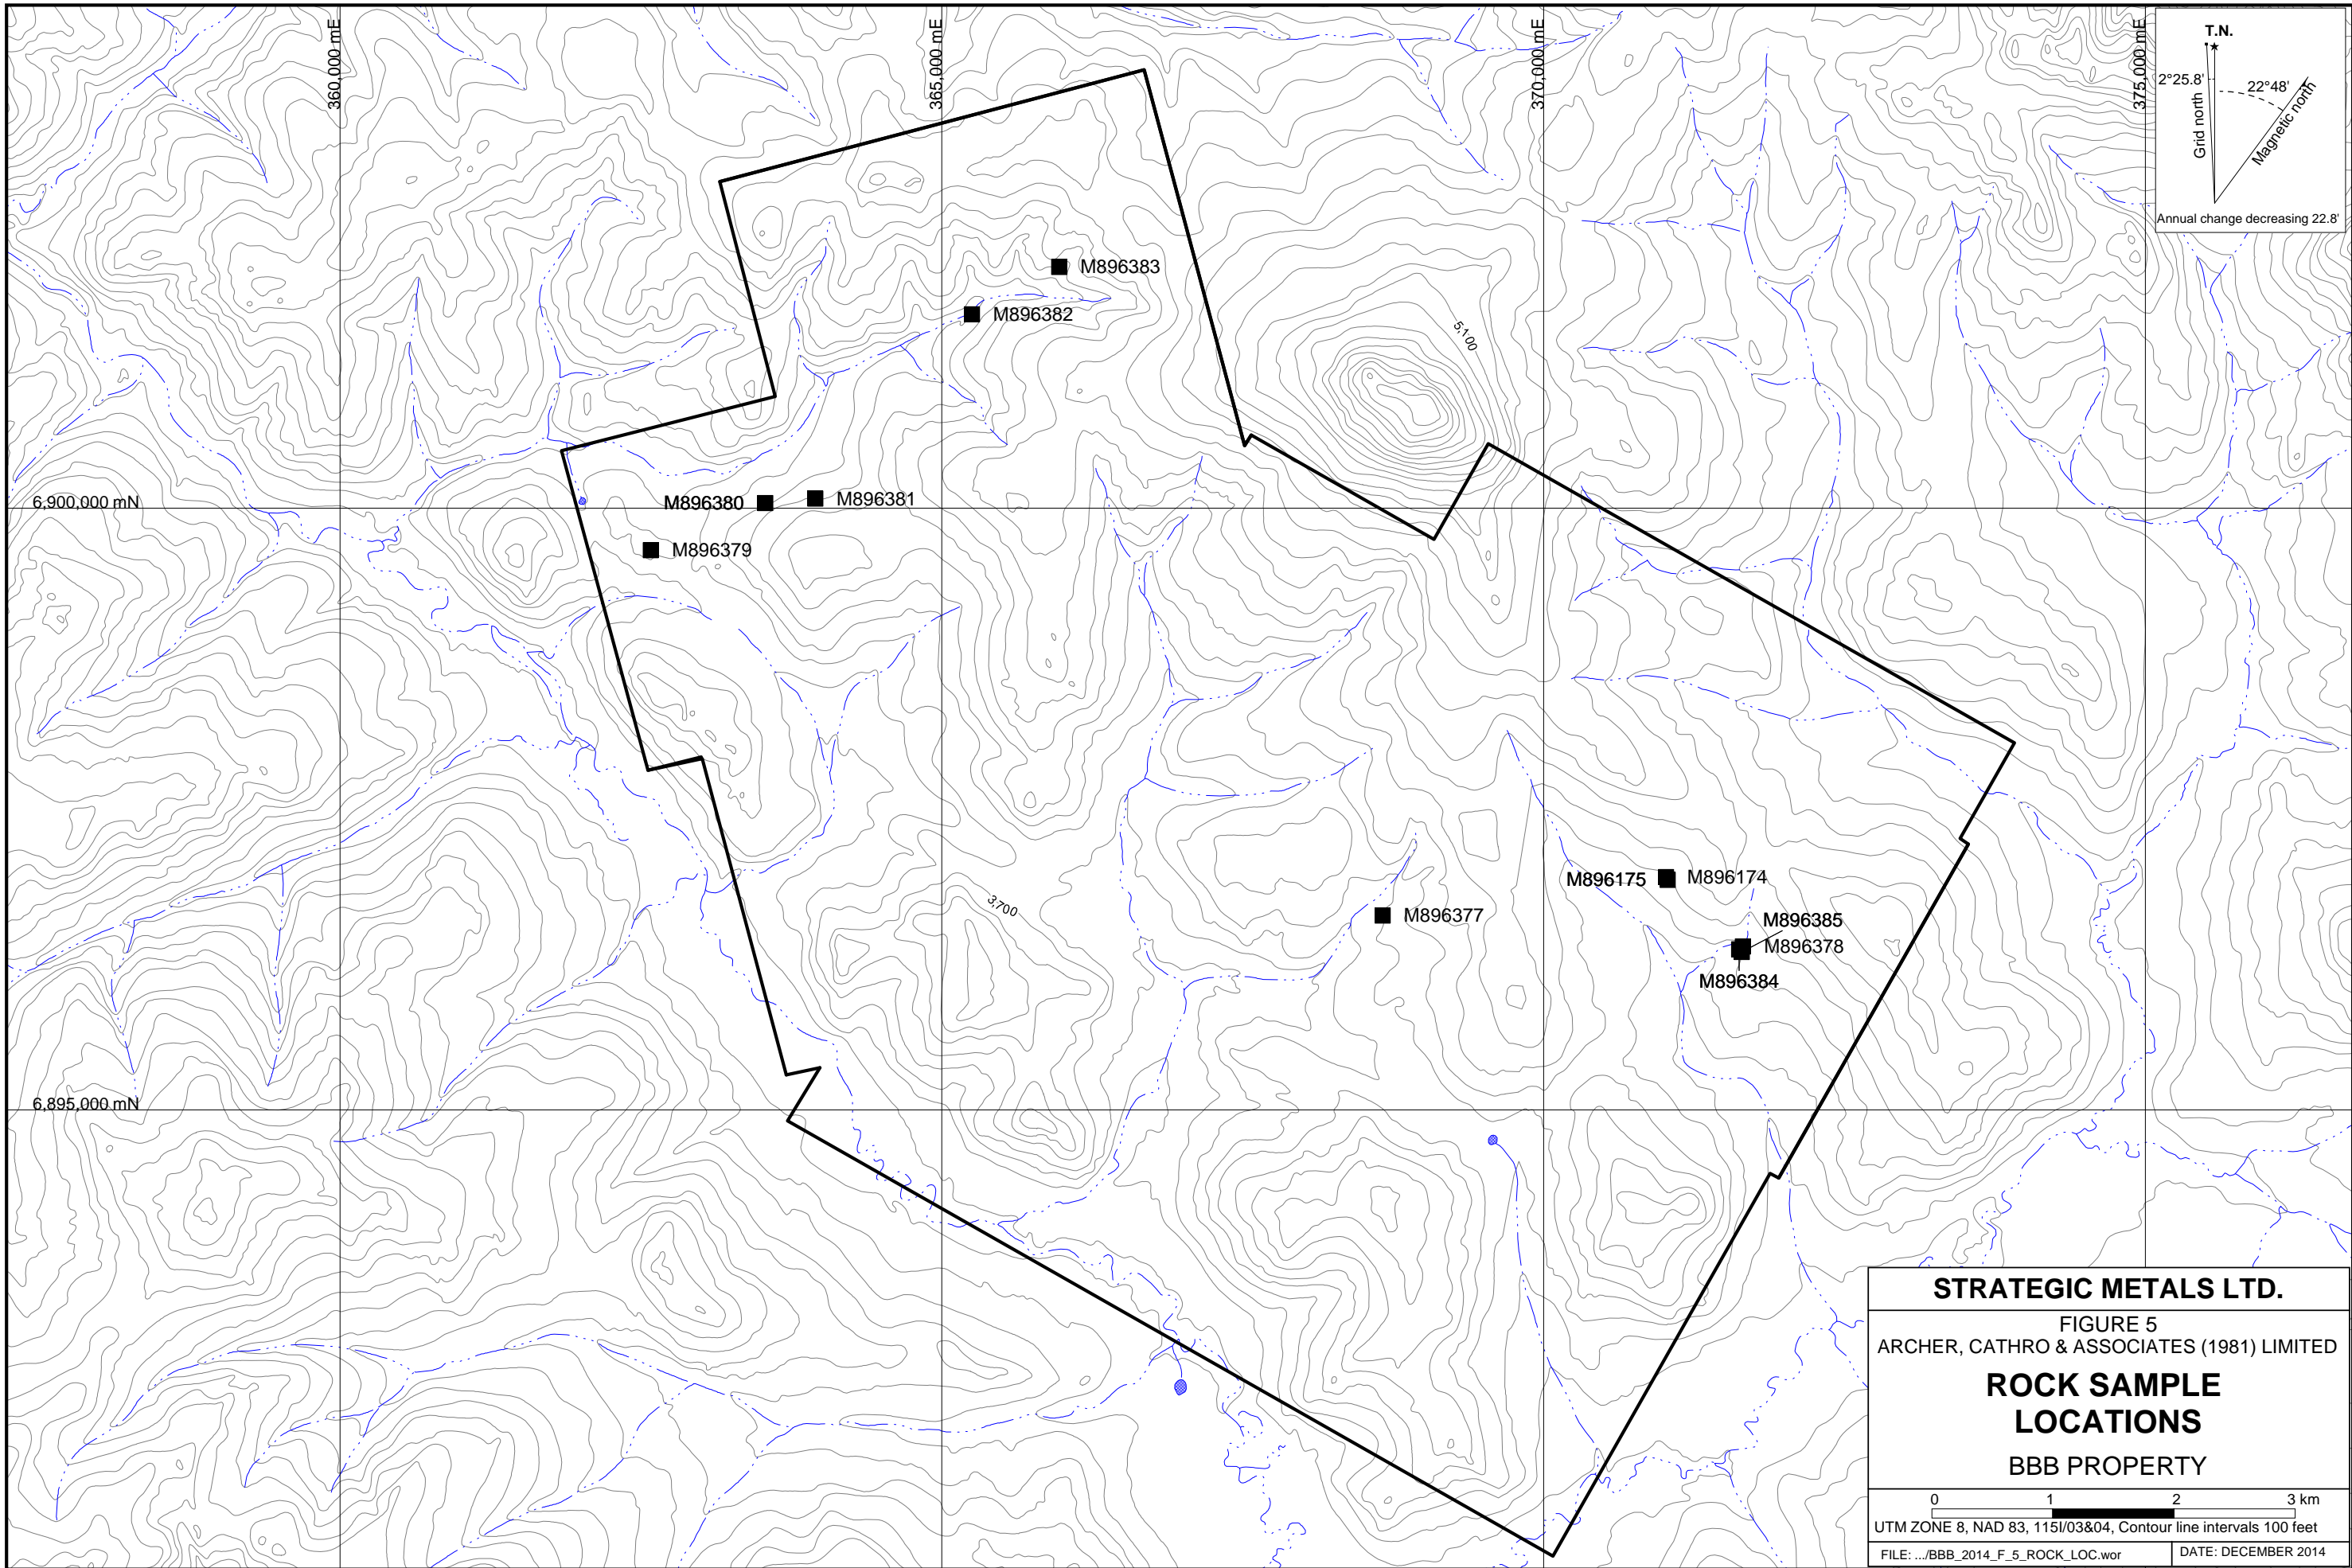 360,000 mE
365,000 mE
370,000 mE
375,000 mE
T.N.
2°25.8'
22°48'
Grid north
Magnetic north
Annual change decreasing 22.8'
M896383
M896382
5,100
6,900,000 mN
M896380
M896381
M896379
M896175
M896174
3,700
M896377
M896385
M896378
M896384
6,895,000 mN
STRATEGIC METALS LTD.
FIGURE 5
ARCHER, CATHRO & ASSOCIATES (1981) LIMITED
ROCK SAMPLE
LOCATIONS
BBB PROPERTY
0 1 2 3 km
UTM ZONE 8, NAD 83, 115I/03&04, Contour line intervals 100 feet
FILE: .../BBB_2014_F_5_ROCK_LOC.wor
DATE: DECEMBER 2014